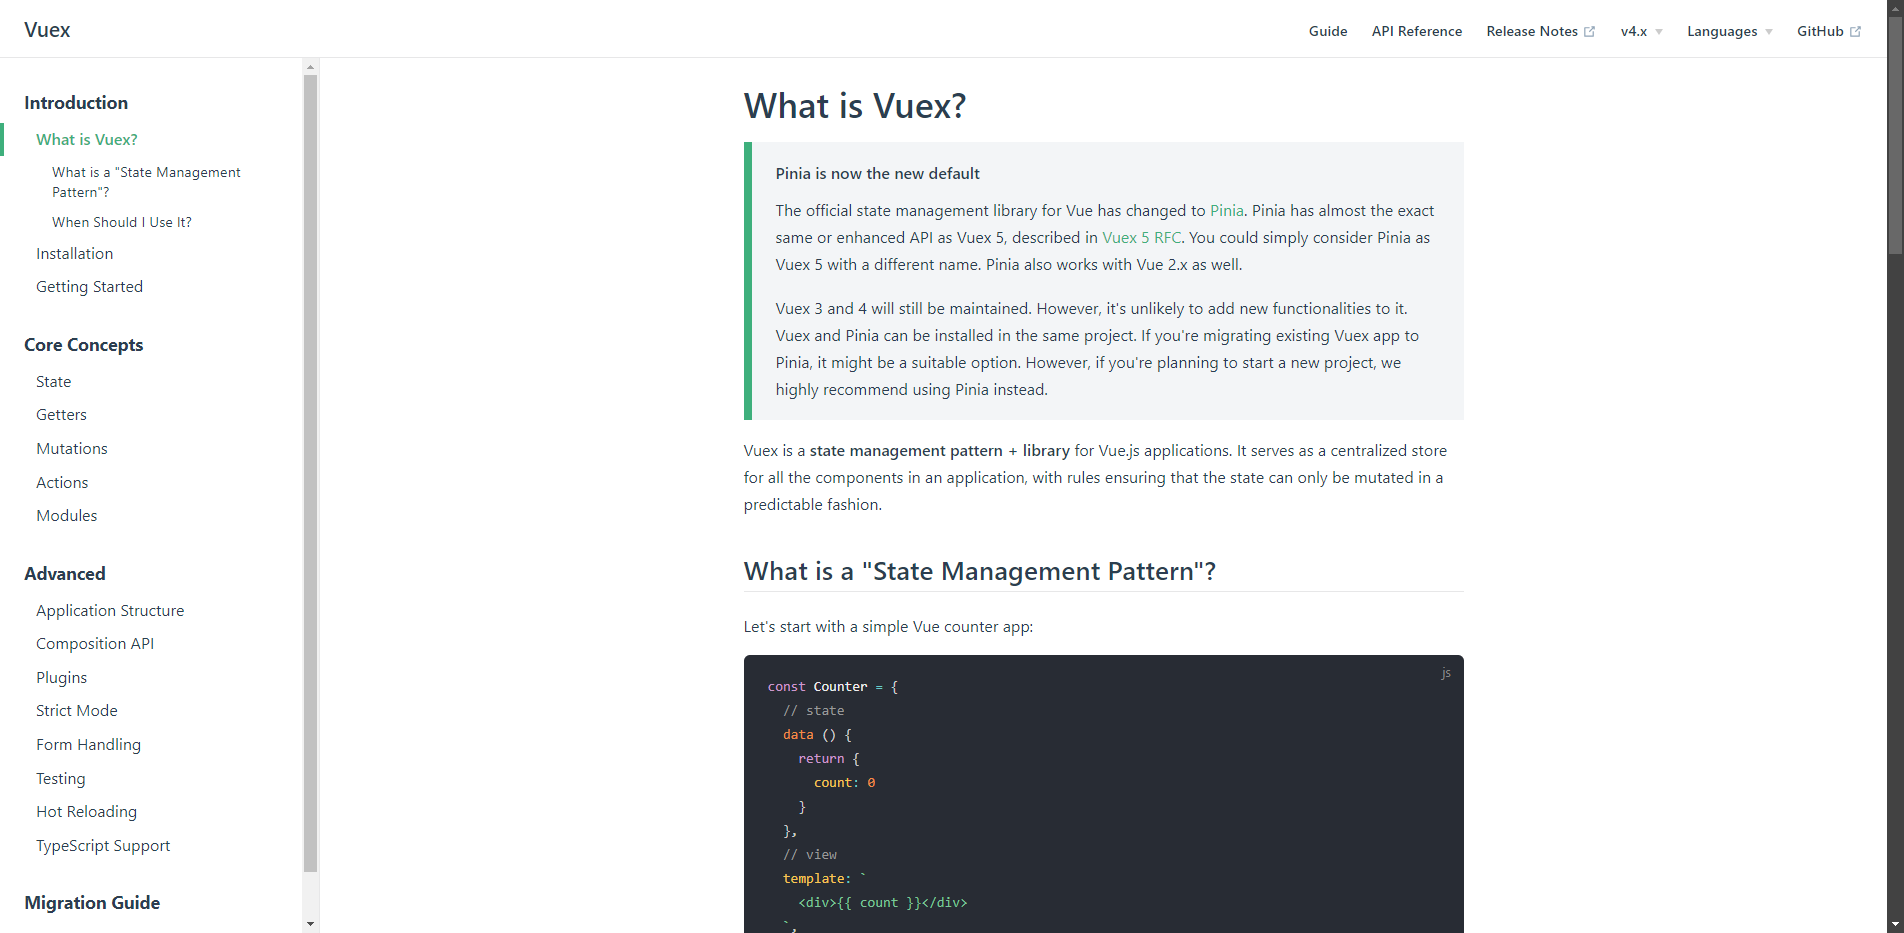 Vuex
Guide
API Reference
Release Notes
v4.x
Languages
GitHub
Introduction
What is Vuex?
What is a "State Management
Pattern"?
When Should I Use It?
Installation
Getting Started
Core Concepts
State
Getters
Mutations
Actions
Modules
Advanced
Application Structure
Composition API
Plugins
Strict Mode
Form Handling
Testing
Hot Reloading
TypeScript Support
Migration Guide
What is Vuex?
Pinia is now the new default
The official state management library for Vue has changed to Pinia. Pinia has almost the exact
same or enhanced API as Vuex 5, described in Vuex 5 RFC. You could simply consider Pinia as
Vuex 5 with a different name. Pinia also works with Vue 2.x as well.
Vuex 3 and 4 will still be maintained. However, it's unlikely to add new functionalities to it.
Vuex and Pinia can be installed in the same project. If you're migrating existing Vuex app to
Pinia, it might be a suitable option. However, if you're planning to start a new project, we
highly recommend using Pinia instead.
Vuex is a state management pattern + library for Vue.js applications. It serves as a centralized store
for all the components in an application, with rules ensuring that the state can only be mutated in a
predictable fashion.
What is a "State Management Pattern"?
Let's start with a simple Vue counter app:
js
const Counter = {
  // state
  data () {
    return {
      count: 0
    }
  },
  // view
  template: `
    <div>{{ count }}</div>
  `,